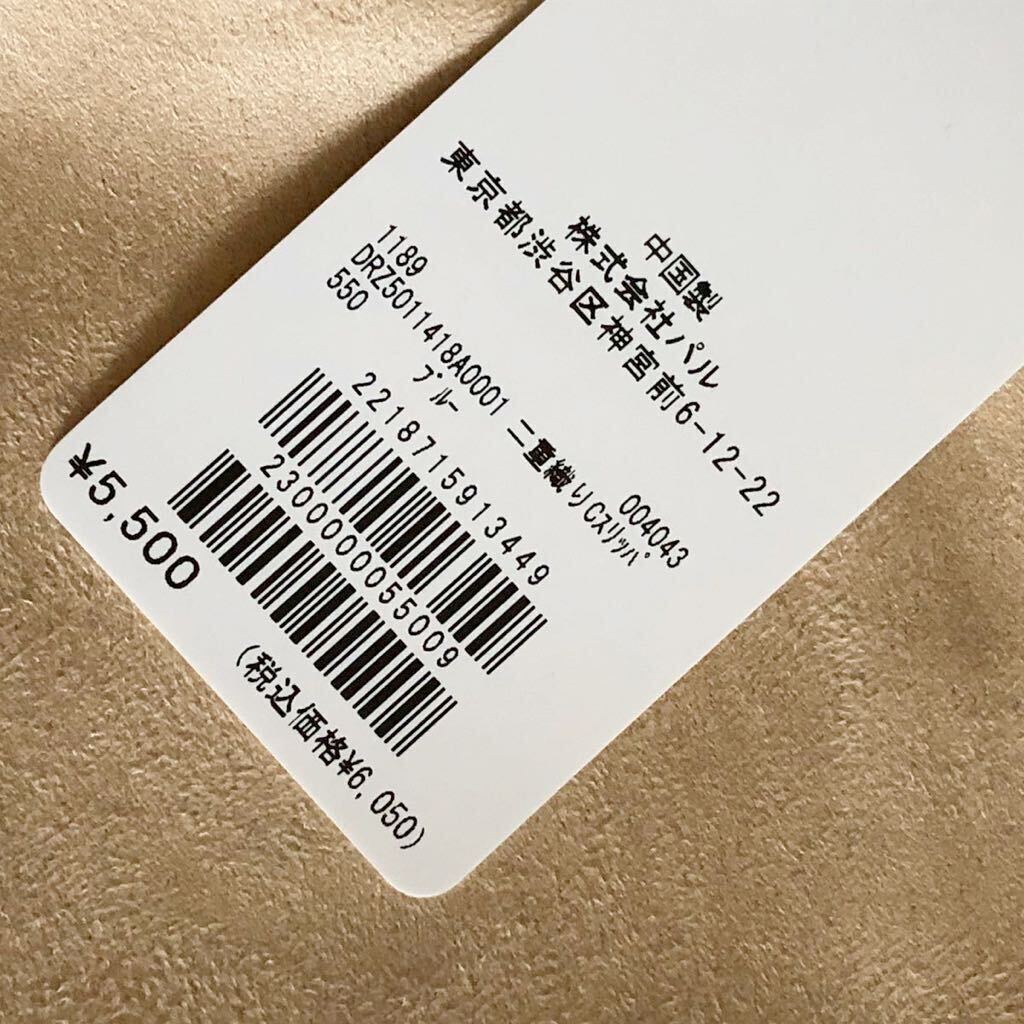 中国製
株式会社パル
東京都渋谷区神宮前6-12-22
1189 004043
DRZ5011418A0001 二重織りCｽﾘｯﾊﾟ
550 ﾌﾞﾙｰ
2218715913449
2300000055009
¥5,500
(税込価格¥6,050)